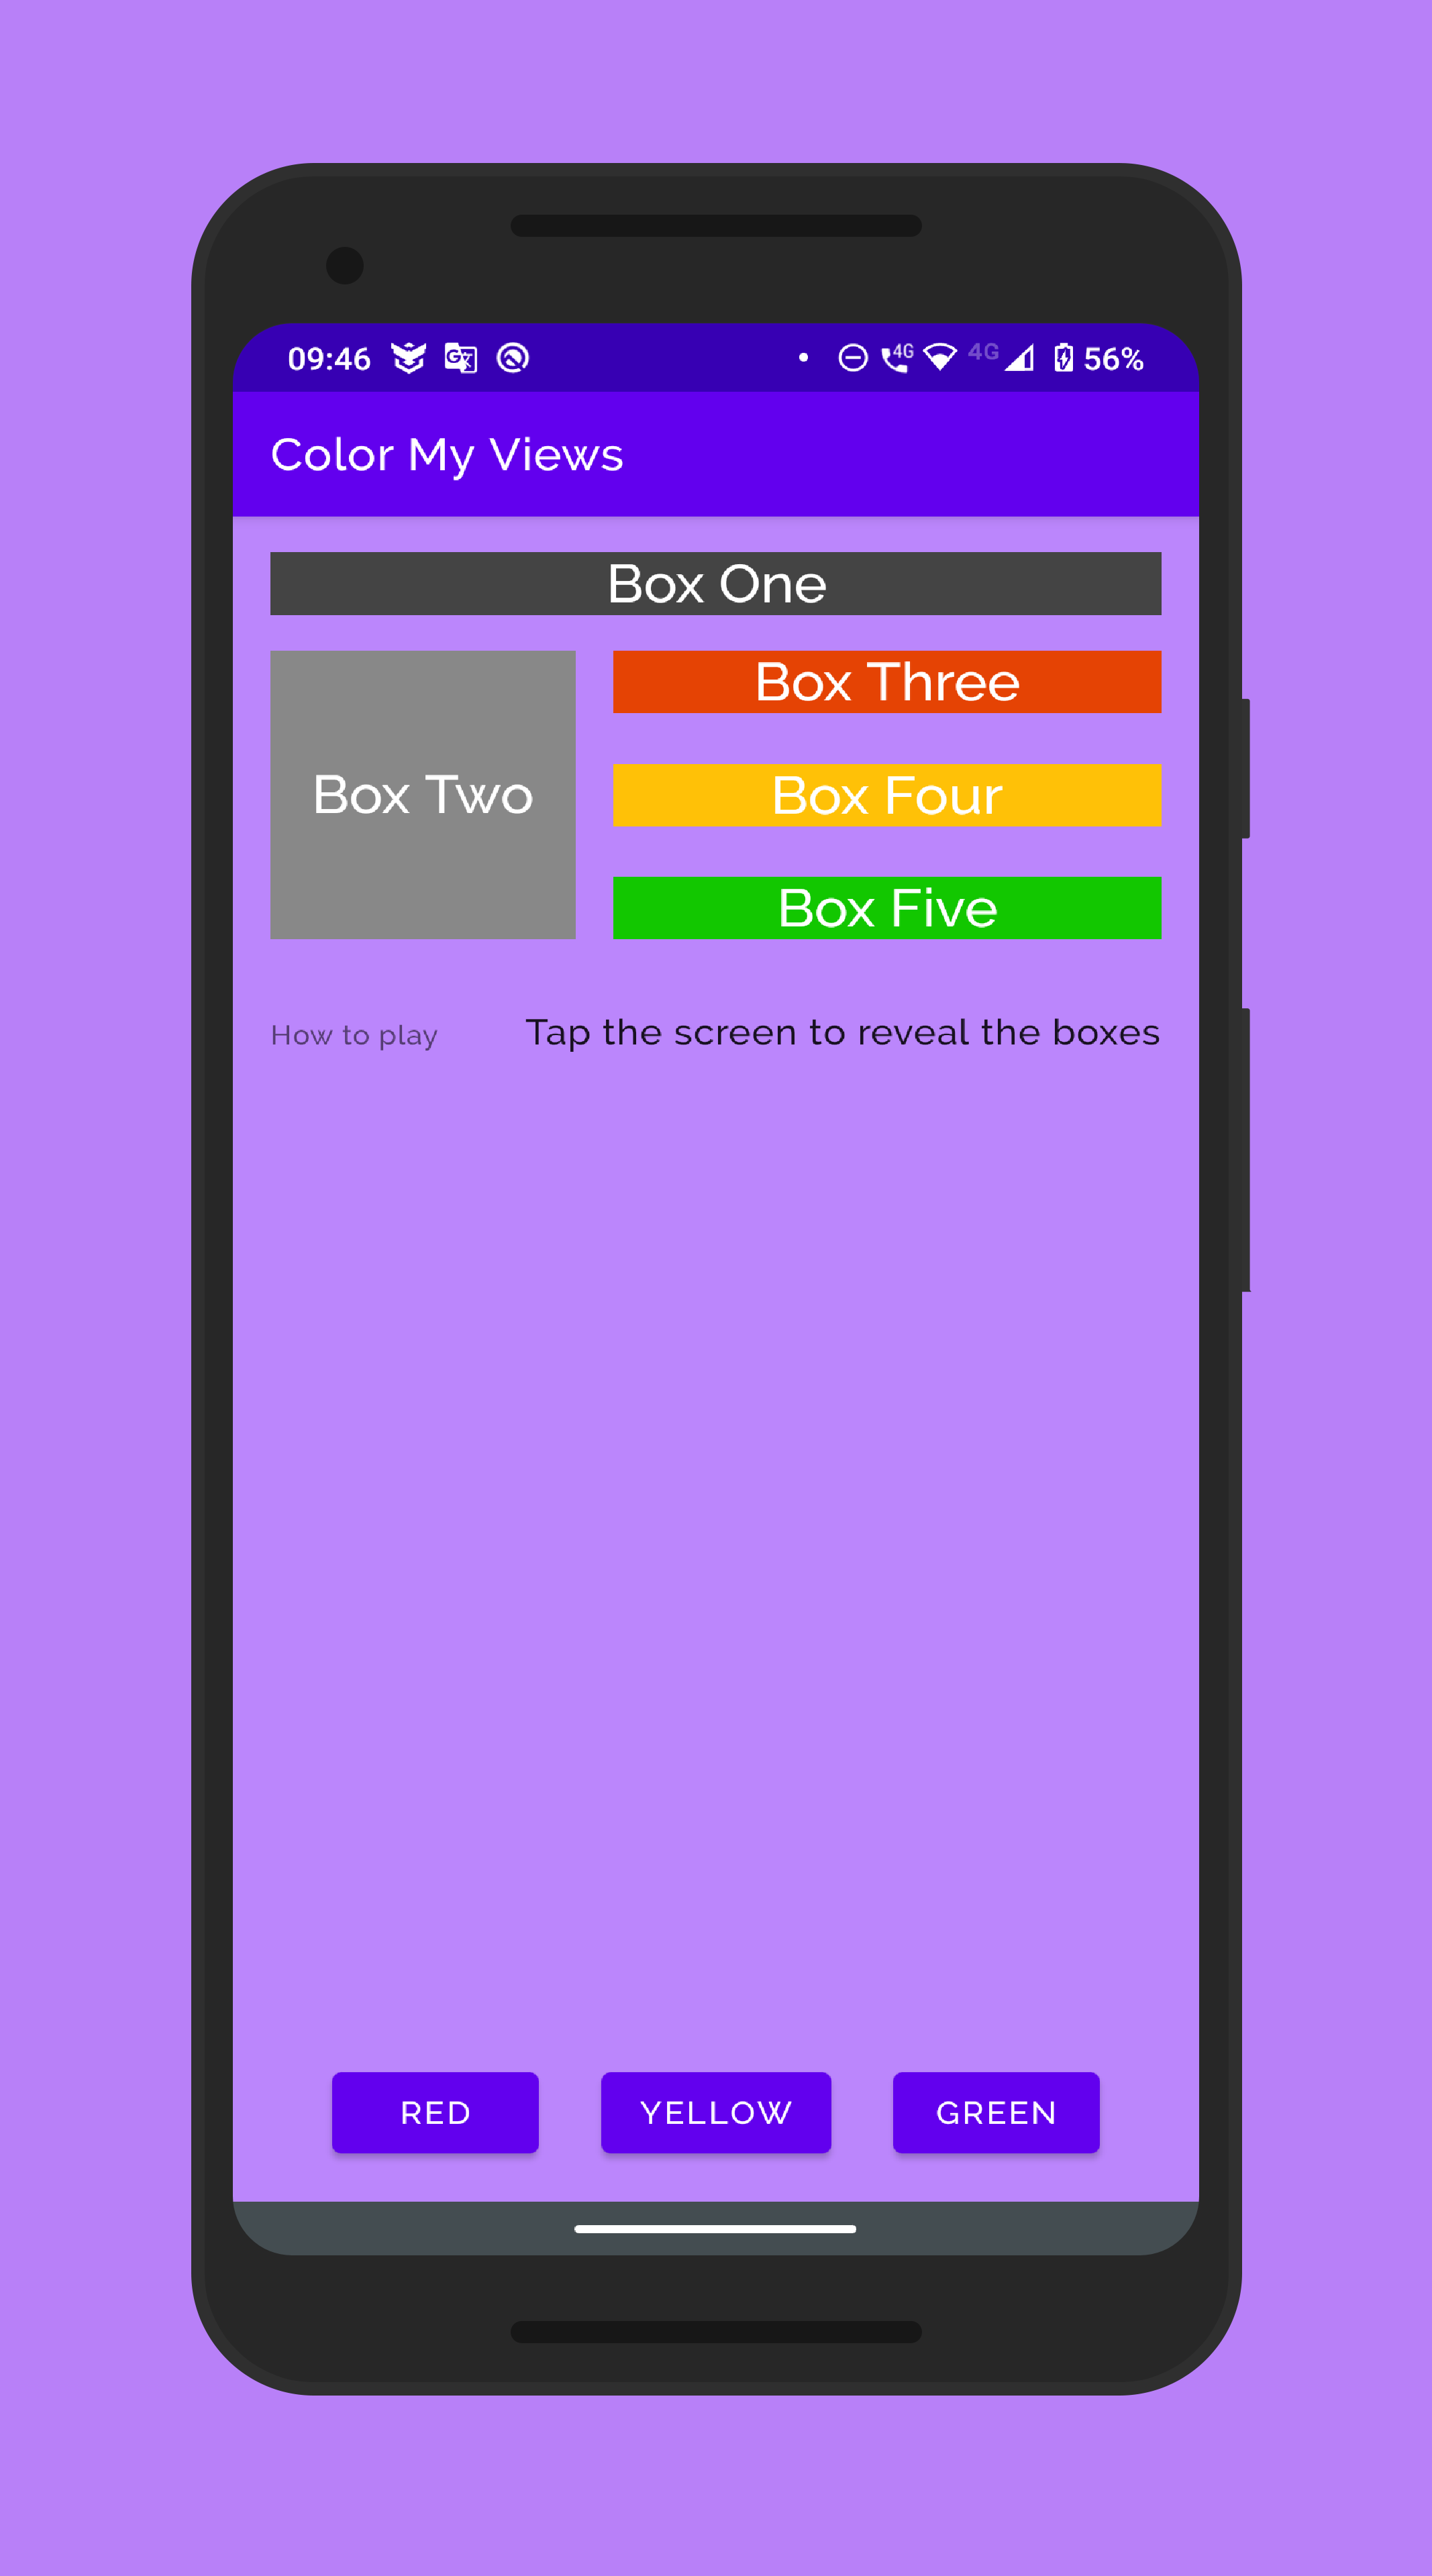 09:46 4G 4G 56%
Color My Views
Box One
Box Two
Box Three
Box Four
Box Five
How to play Tap the screen to reveal the boxes
RED YELLOW GREEN